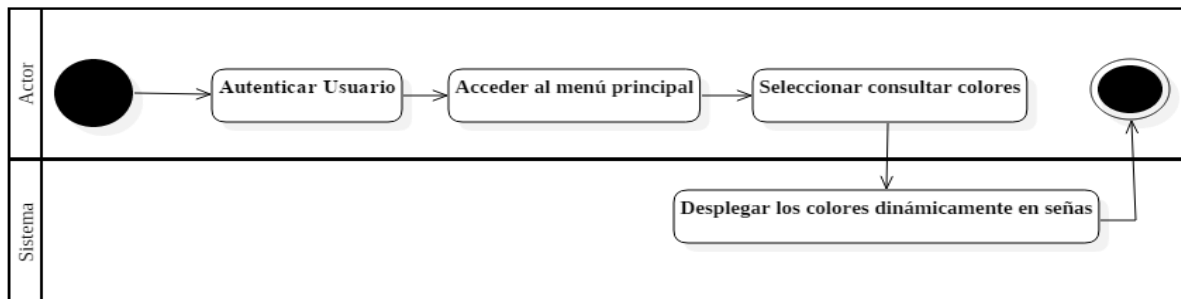 Actor
Autenticar Usuario
Acceder al menú principal
Seleccionar consultar colores
Sistema
Desplegar los colores dinámicamente en señas